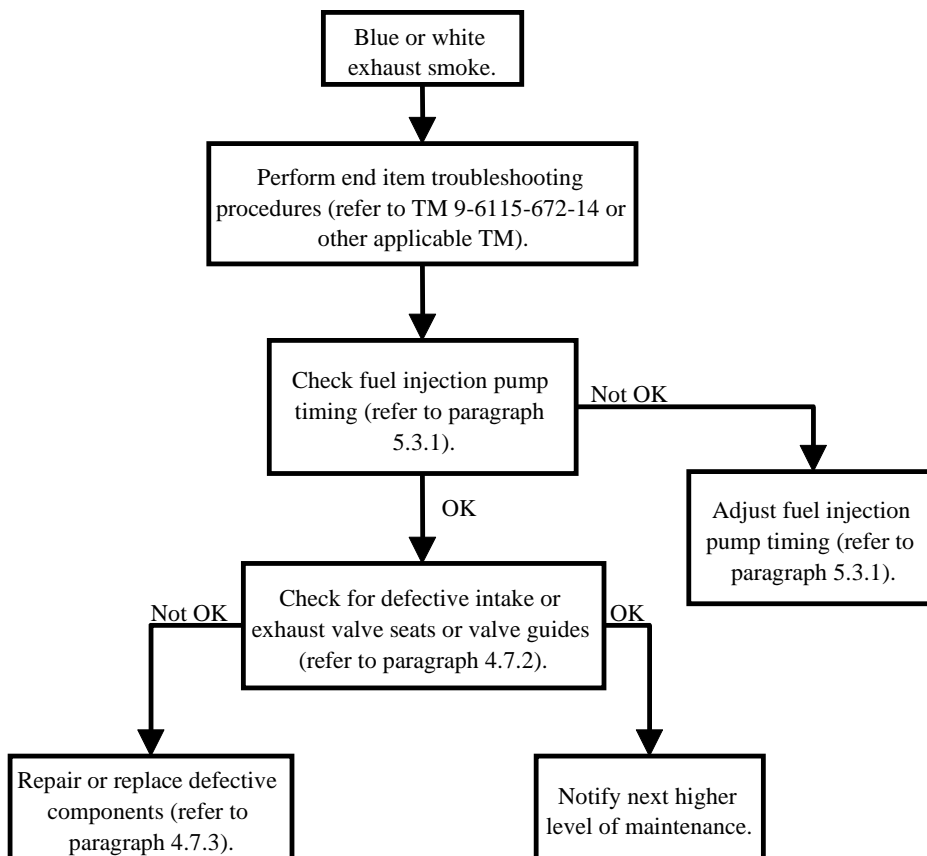 Blue or white
exhaust smoke.
Perform end item troubleshooting
procedures (refer to TM 9-6115-672-14 or
other applicable TM).
Check fuel injection pump
timing (refer to paragraph
5.3.1).
Not OK
Adjust fuel injection
pump timing (refer to
paragraph 5.3.1).
OK
Check for defective intake or
exhaust valve seats or valve guides
(refer to paragraph 4.7.2).
Not OK
OK
Repair or replace defective
components (refer to
paragraph 4.7.3).
Notify next higher
level of maintenance.